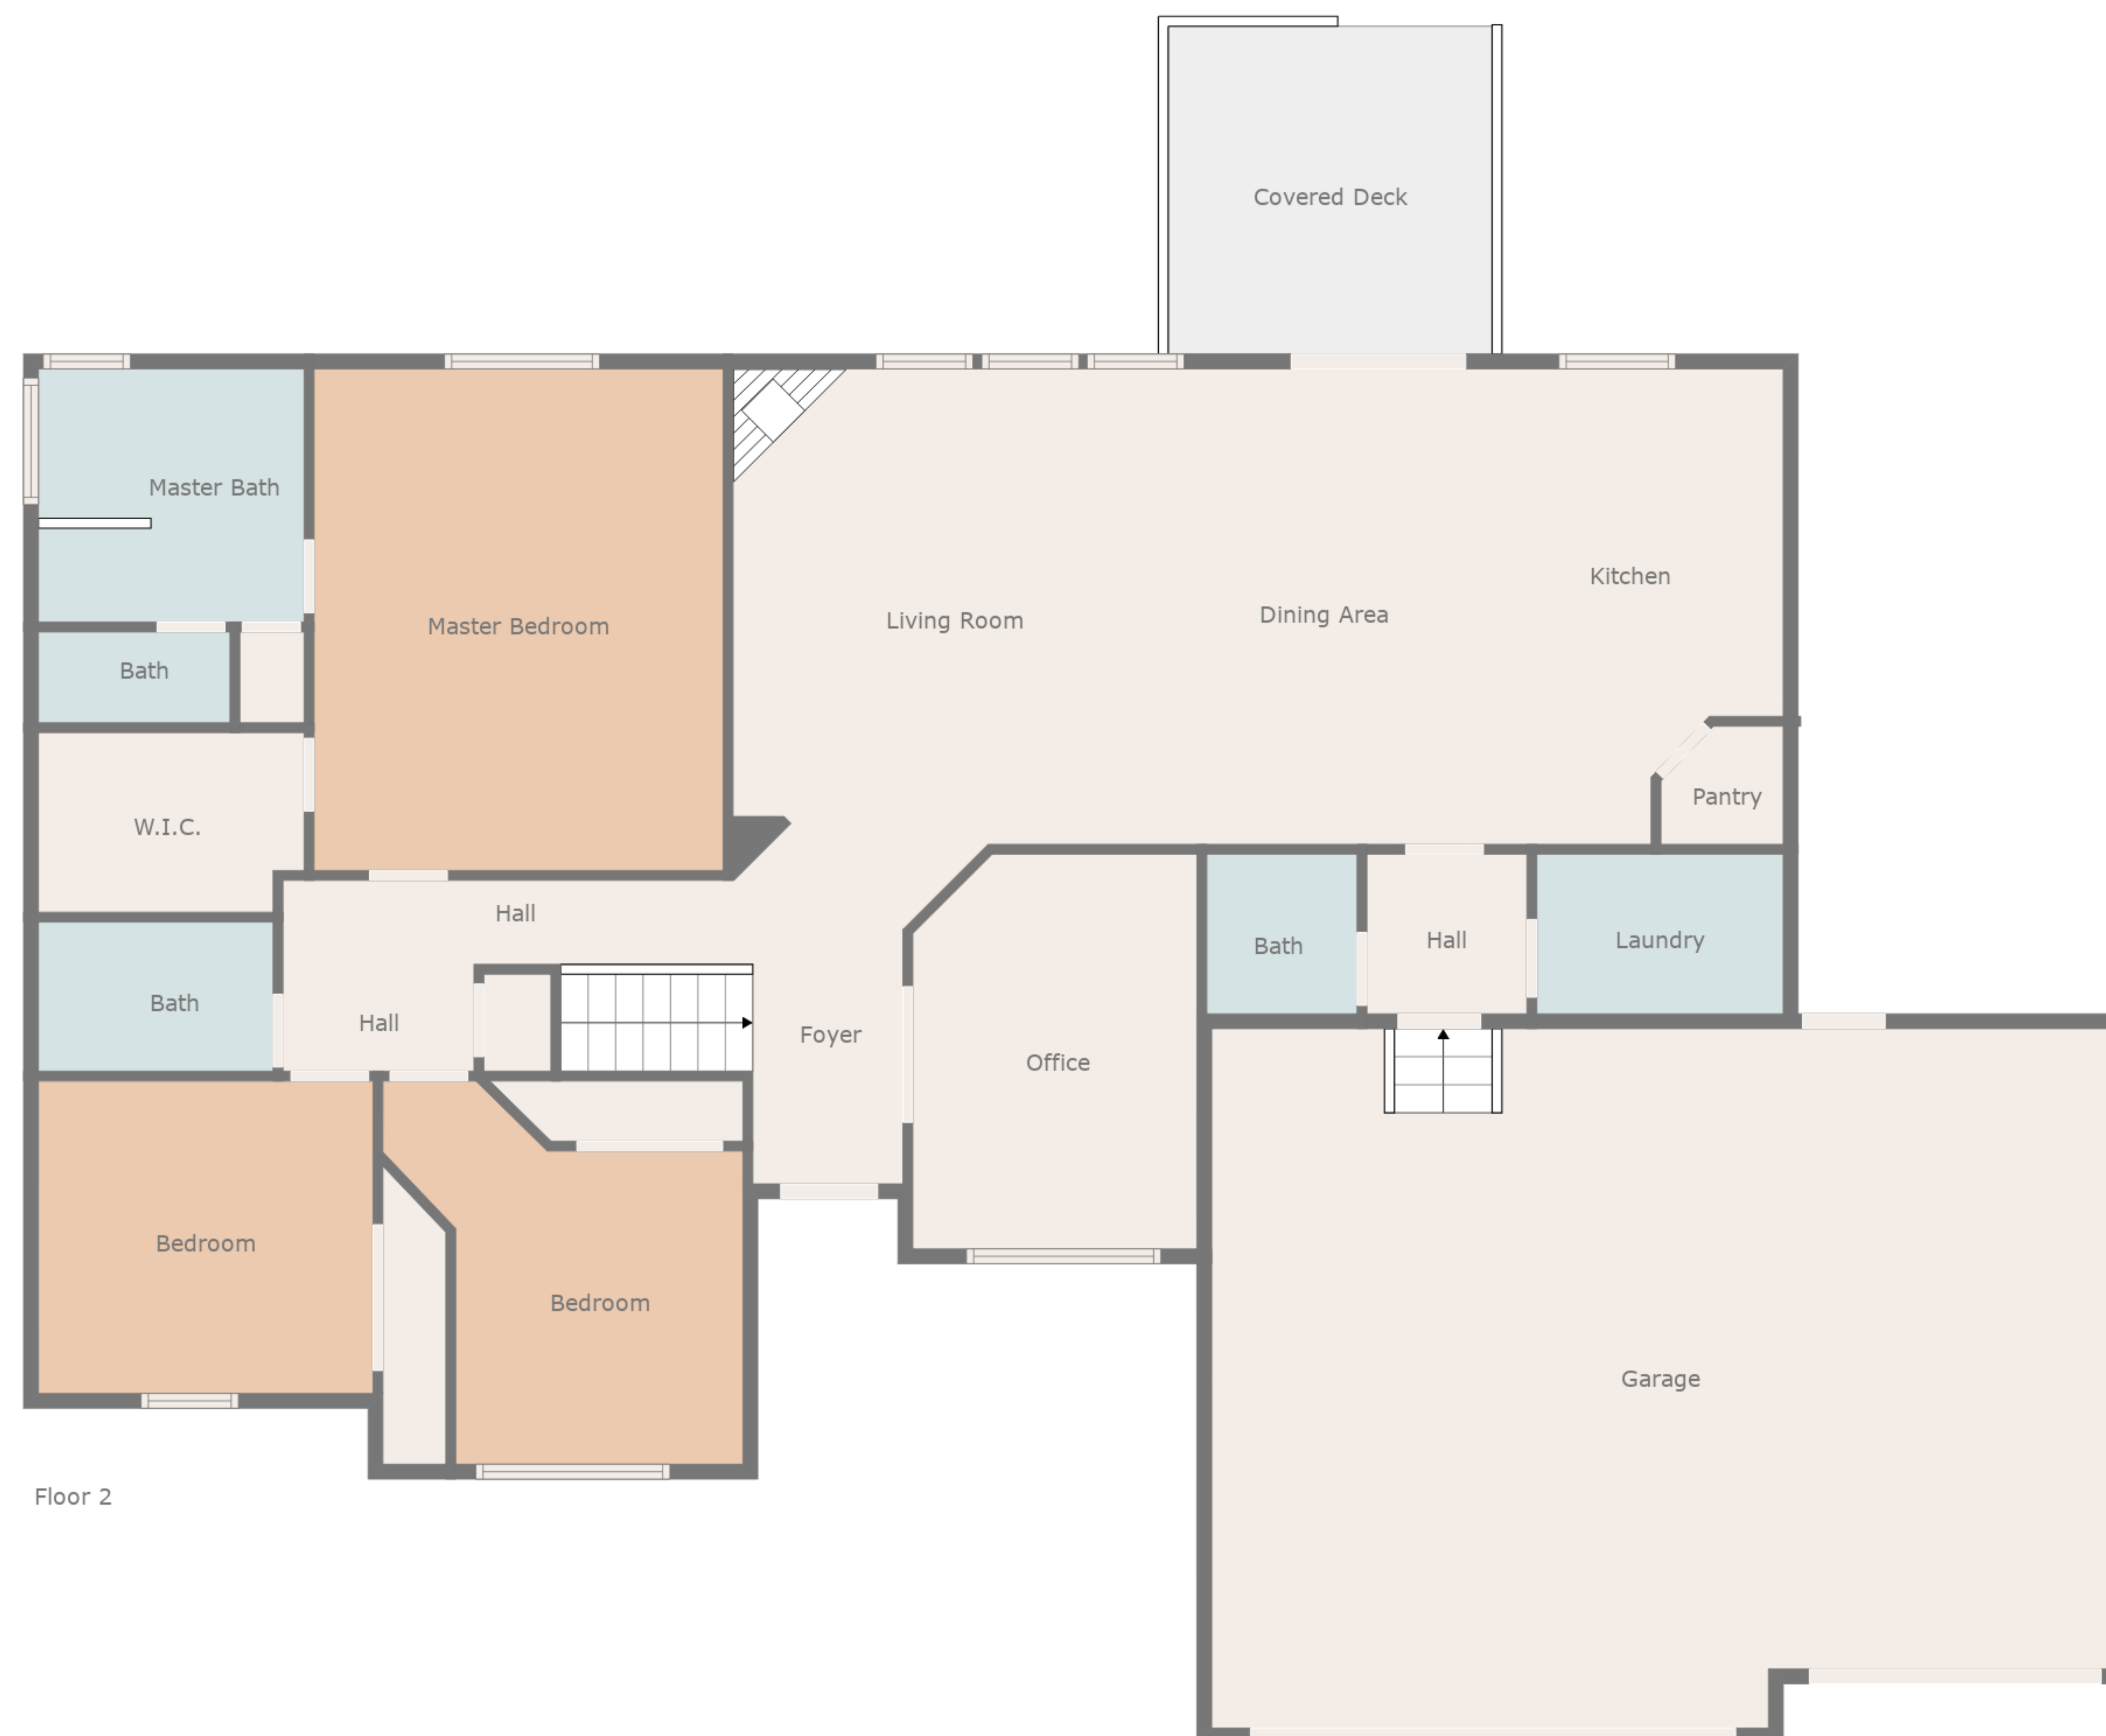 Covered Deck
Master Bath
Master Bedroom
Living Room
Dining Area
Kitchen
Bath
Pantry
W.I.C.
Hall
Bath
Hall
Laundry
Bath
Hall
Foyer
Office
Bedroom
Bedroom
Garage
Floor 2